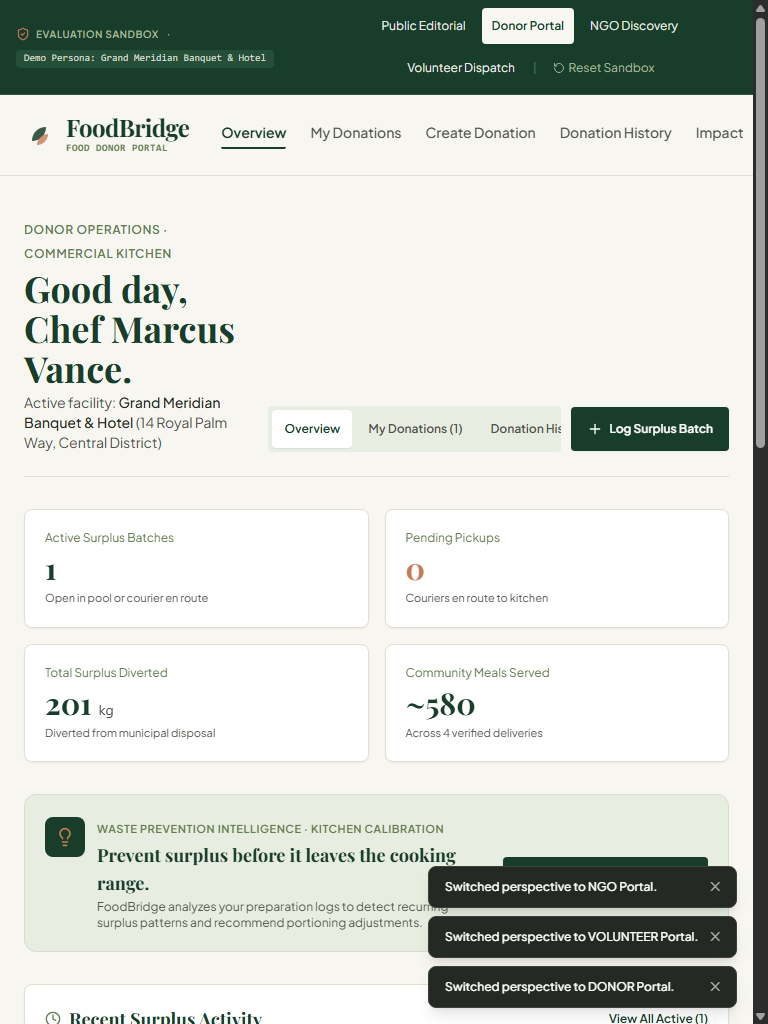 EVALUATION SANDBOX ·
Demo Persona: Grand Meridian Banquet & Hotel
Public Editorial
Donor Portal
NGO Discovery
Volunteer Dispatch
|
Reset Sandbox
FoodBridge
FOOD DONOR PORTAL
Overview
My Donations
Create Donation
Donation History
Impact
DONOR OPERATIONS ·
COMMERCIAL KITCHEN
Good day,
Chef Marcus
Vance.
Active facility: Grand Meridian
Banquet & Hotel (14 Royal Palm
Way, Central District)
Overview
My Donations (1)
Donation His
+ Log Surplus Batch
Active Surplus Batches
1
Open in pool or courier en route
Pending Pickups
0
Couriers en route to kitchen
Total Surplus Diverted
201 kg
Diverted from municipal disposal
Community Meals Served
~580
Across 4 verified deliveries
WASTE PREVENTION INTELLIGENCE · KITCHEN CALIBRATION
Prevent surplus before it leaves the cooking
range.
FoodBridge analyzes your preparation logs to detect recurring
surplus patterns and recommend portioning adjustments.
Switched perspective to NGO Portal.
Switched perspective to VOLUNTEER Portal.
Switched perspective to DONOR Portal.
Recent Surplus Activity
View All Active (1)